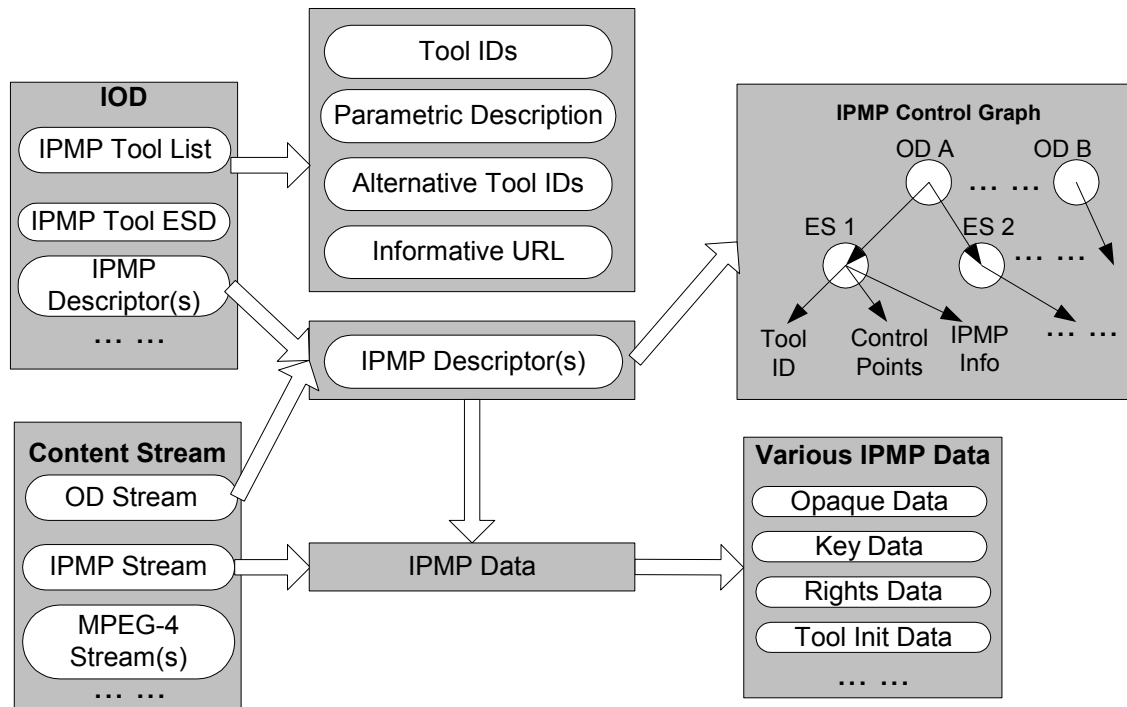 IOD
IPMP Tool List
IPMP Tool ESD
IPMP
Descriptor(s)
... ...
Tool IDs
Parametric Description
Alternative Tool IDs
Informative URL
IPMP Descriptor(s)
IPMP Control Graph
OD A
OD B
... ...
ES 1
ES 2
... ...
Tool
ID
Control
Points
IPMP
Info
... ...
Content Stream
OD Stream
IPMP Stream
MPEG-4
Stream(s)
... ...
IPMP Data
Various IPMP Data
Opaque Data
Key Data
Rights Data
Tool Init Data
... ...